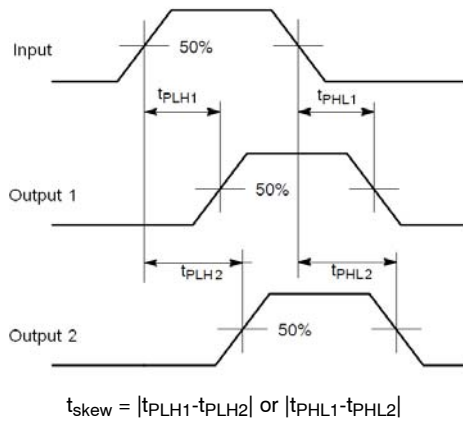 Input
50%
tPLH1
tPHL1
Output 1
50%
tPLH2
tPHL2
Output 2
50%
tskew = |tPLH1-tPLH2| or |tPHL1-tPHL2|